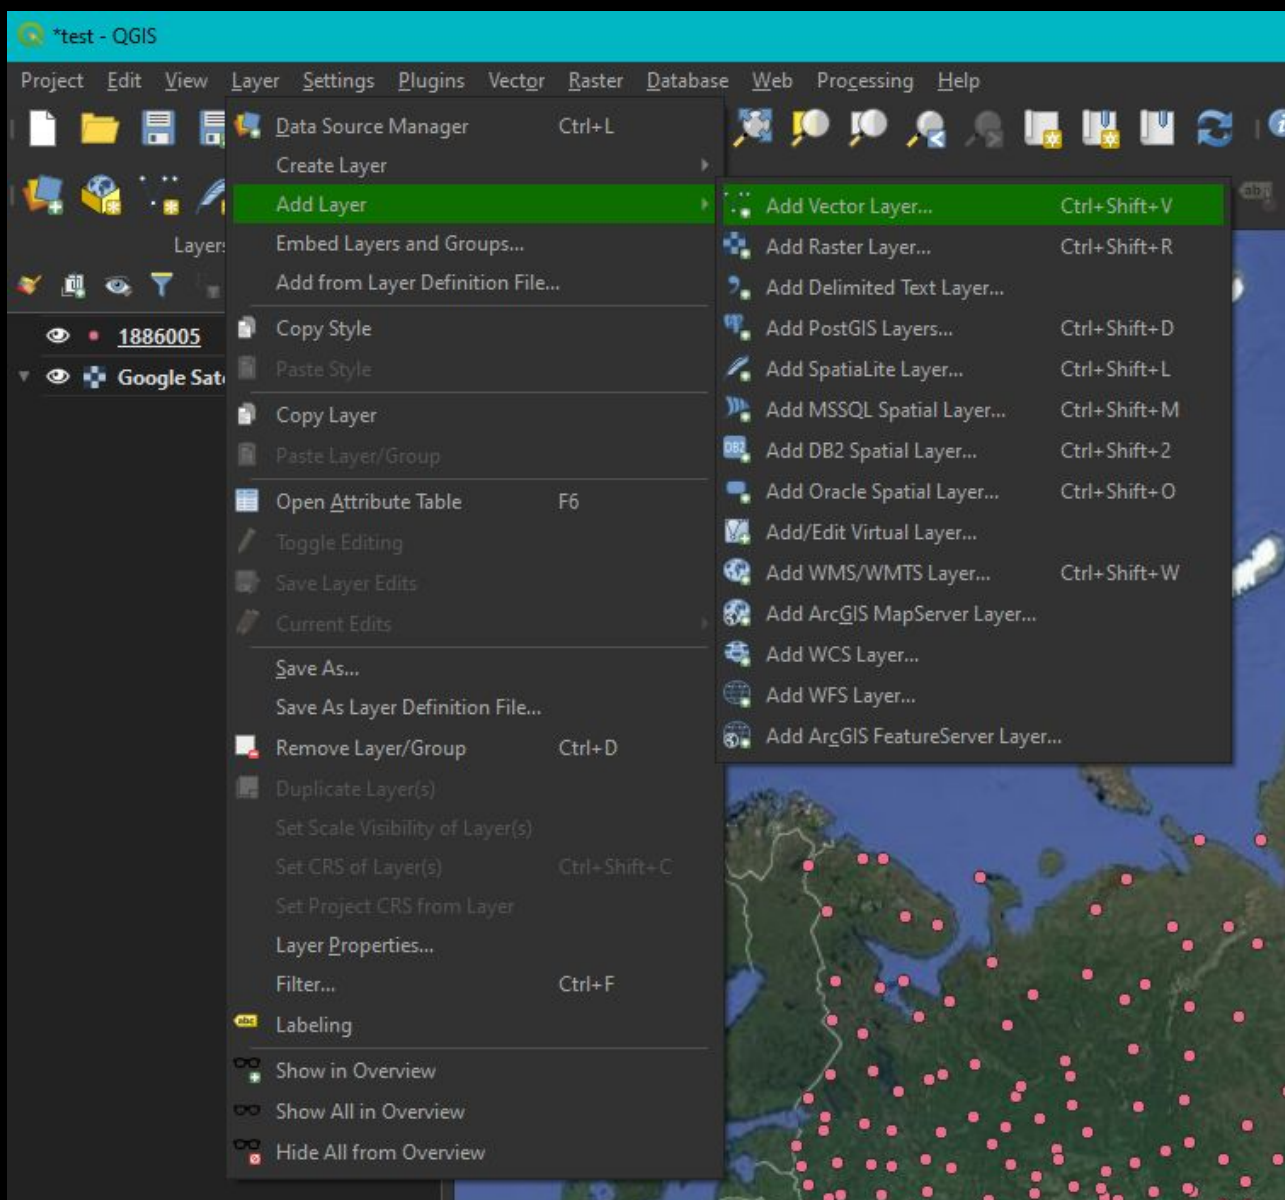 *test - QGIS
Project Edit View Layer Settings Plugins Vector Raster Database Web Processing Help
Data Source Manager Ctrl+L
Create Layer
Add Layer
Embed Layers and Groups...
Add from Layer Definition File...
Copy Style
Paste Style
Copy Layer
Paste Layer/Group
Open Attribute Table F6
Toggle Editing
Save Layer Edits
Current Edits
Save As...
Save As Layer Definition File...
Remove Layer/Group Ctrl+D
Duplicate Layer(s)
Set Scale Visibility of Layer(s)
Set CRS of Layer(s) Ctrl+Shift+C
Set Project CRS from Layer
Layer Properties...
Filter... Ctrl+F
abc Labeling
Show in Overview
Show All in Overview
Hide All from Overview
Add Vector Layer... Ctrl+Shift+V
Add Raster Layer... Ctrl+Shift+R
Add Delimited Text Layer...
Add PostGIS Layers... Ctrl+Shift+D
Add SpatiaLite Layer... Ctrl+Shift+L
Add MSSQL Spatial Layer... Ctrl+Shift+M
DB2 Add DB2 Spatial Layer... Ctrl+Shift+2
Add Oracle Spatial Layer... Ctrl+Shift+O
Add/Edit Virtual Layer...
Add WMS/WMTS Layer... Ctrl+Shift+W
Add ArcGIS MapServer Layer...
Add WCS Layer...
Add WFS Layer...
Add ArcGIS FeatureServer Layer...
abc
Layer
1886005
Google Sat